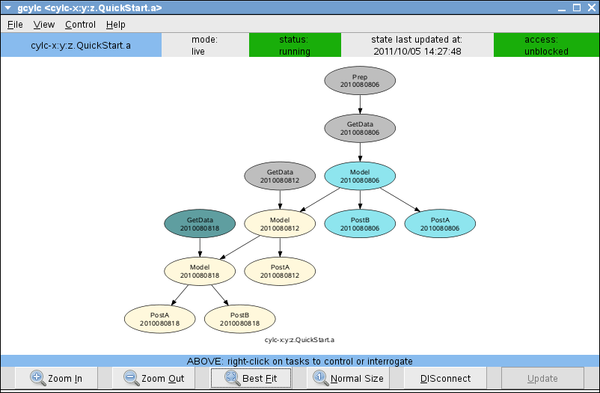 gcylc <cylc-x:y:z.QuickStart.a>
File View Control Help
cylc-x:y:z.QuickStart.a
mode:
live
status:
running
state last updated at:
2011/10/05 14:27:48
access:
unblocked
Prep
2010080806
GetData
2010080806
GetData
2010080812
Model
2010080806
GetData
2010080818
Model
2010080812
PostB
2010080806
PostA
2010080806
Model
2010080818
PostA
2010080812
PostA
2010080818
PostB
2010080818
cylc-x:y:z.QuickStart.a
ABOVE: right-click on tasks to control or interrogate
Zoom In
Zoom Out
Best Fit
Normal Size
DISconnect
Update